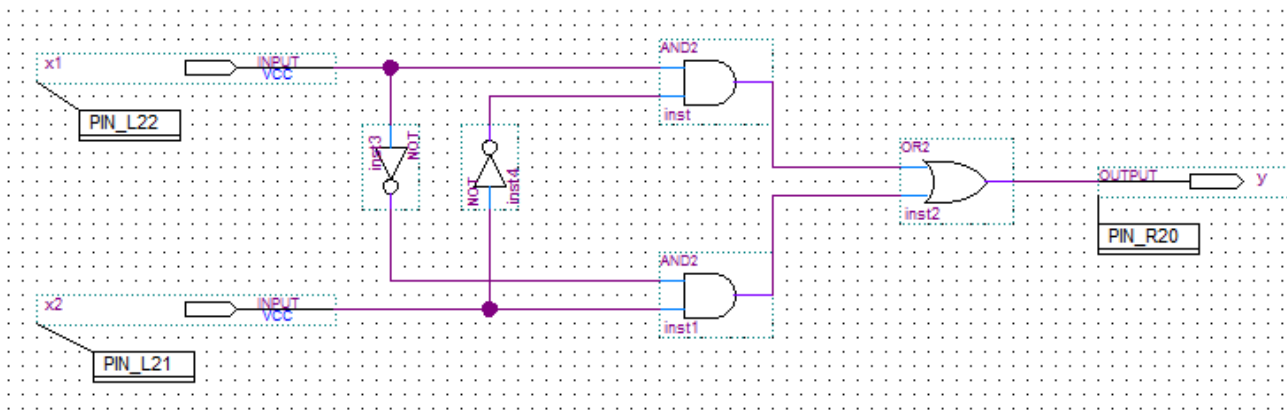 x1
INPUT
VCC
PIN_L22
inst3
NOT
NOT
inst4
AND2
inst
OR2
inst2
OUTPUT
y
PIN_R20
x2
INPUT
VCC
PIN_L21
AND2
inst1